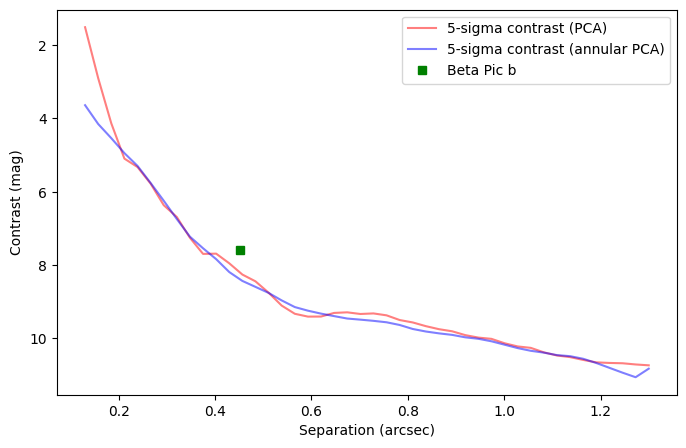 5-sigma contrast (PCA)
5-sigma contrast (annular PCA)
Beta Pic b
Contrast (mag)
2
4
6
8
10
0.2 0.4 0.6 0.8 1.0 1.2
Separation (arcsec)